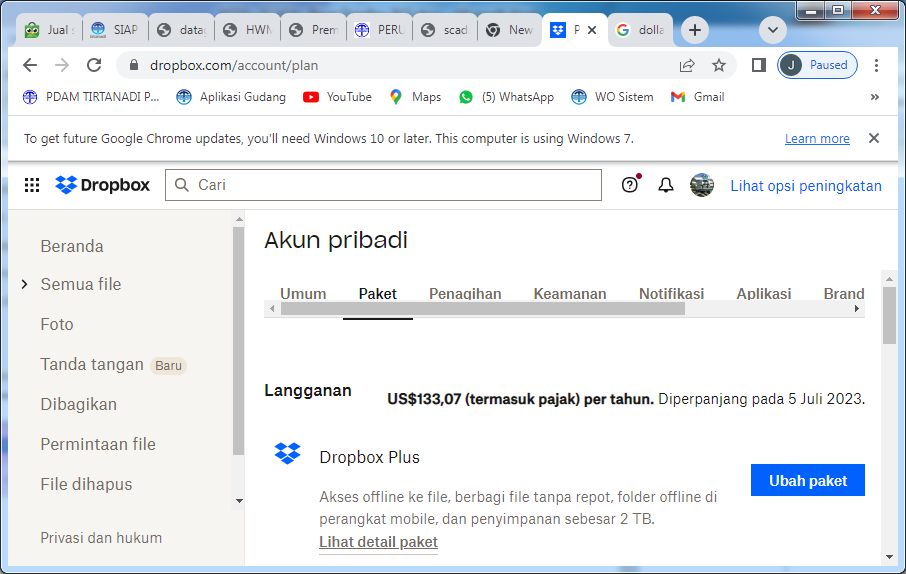 Jual SIAP data HWM Prem PERU scad New P dolla
dropbox.com/account/plan
J Paused
PDAM TIRTANADI P... Aplikasi Gudang YouTube Maps (5) WhatsApp WO Sistem Gmail »
To get future Google Chrome updates, you'll need Windows 10 or later. This computer is using Windows 7. Learn more
Dropbox Cari Lihat opsi peningkatan
Beranda
Semua file
Foto
Tanda tangan Baru
Dibagikan
Permintaan file
File dihapus
Privasi dan hukum
Akun pribadi
Umum Paket Penagihan Keamanan Notifikasi Aplikasi Brand
Langganan
US$133,07 (termasuk pajak) per tahun. Diperpanjang pada 5 Juli 2023.
Dropbox Plus
Ubah paket
Akses offline ke file, berbagi file tanpa repot, folder offline di
perangkat mobile, dan penyimpanan sebesar 2 TB.
Lihat detail paket